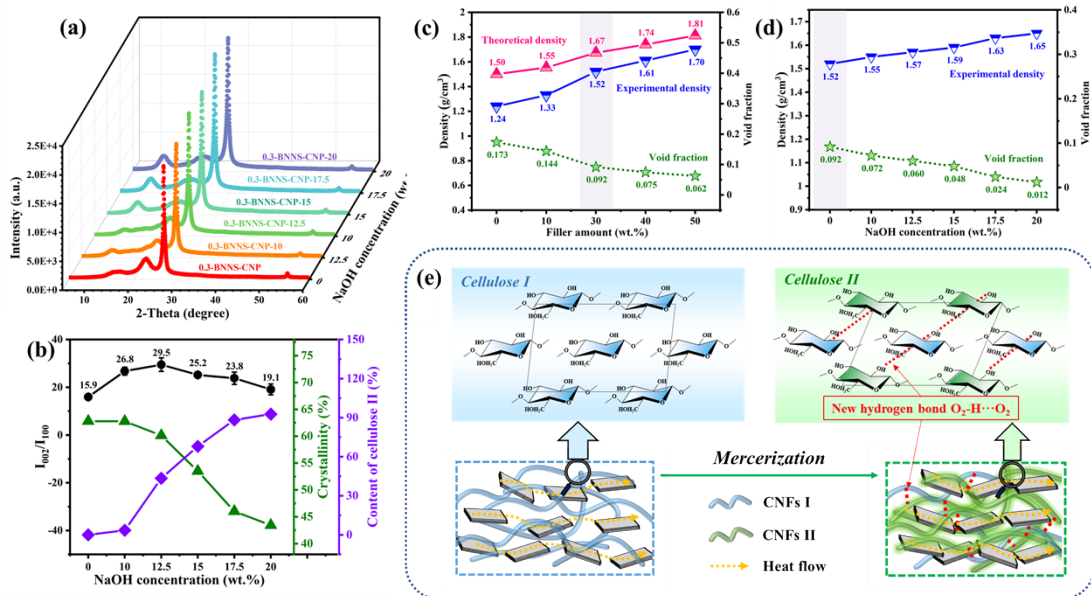 (a)
Intensity (a.u.)
2.5E+4
2.0E+4
1.5E+4
1.0E+4
5.0E+3
0.0E+0
0.3-BNNS-CNP-20
0.3-BNNS-CNP-17.5
0.3-BNNS-CNP-15
0.3-BNNS-CNP-12.5
0.3-BNNS-CNP-10
0.3-BNNS-CNP
10 20 30 40 50 60
2-Theta (degree)
20
17.5
15
10
12.5
0
NaOH concentration (wt.
(b)
I002/I100
40
20
0
-20
-40
15.9 26.8 29.5 25.2 23.8 19.1
0 10 12.5 15 17.5 20
NaOH concentration (wt.%)
Crystallinity (%)
75
70
65
60
55
50
45
40
Content of cellulose II (%)
150
120
90
60
30
0
(c)
Density (g/cm³)
2
1.8
1.6
1.4
1.2
1
0.8
0.6
0.4
Theoretical density
1.50 1.55 1.67 1.74 1.81
Experimental density
1.24 1.33 1.52 1.61 1.70
Void fraction
0.173 0.144 0.092 0.075 0.062
0 10 20 30 40 50
Filler amount (wt.%)
Void fraction
0.6
0.5
0.4
0.3
0.2
0.1
0
(d)
Density (g/cm³)
1.7
1.6
1.5
1.4
1.3
1.2
1.1
1
0.9
1.52 1.55 1.57 1.59 1.63 1.65
Experimental density
Void fraction
0.092 0.072 0.060 0.048 0.024 0.012
0 10 12.5 15 17.5 20
NaOH concentration (wt.%)
Void fraction
0.4
0.3
0.2
0.1
0
(e)
Cellulose I
Cellulose II
New hydrogen bond O2-H···O2
Mercerization
CNFs I
CNFs II
Heat flow